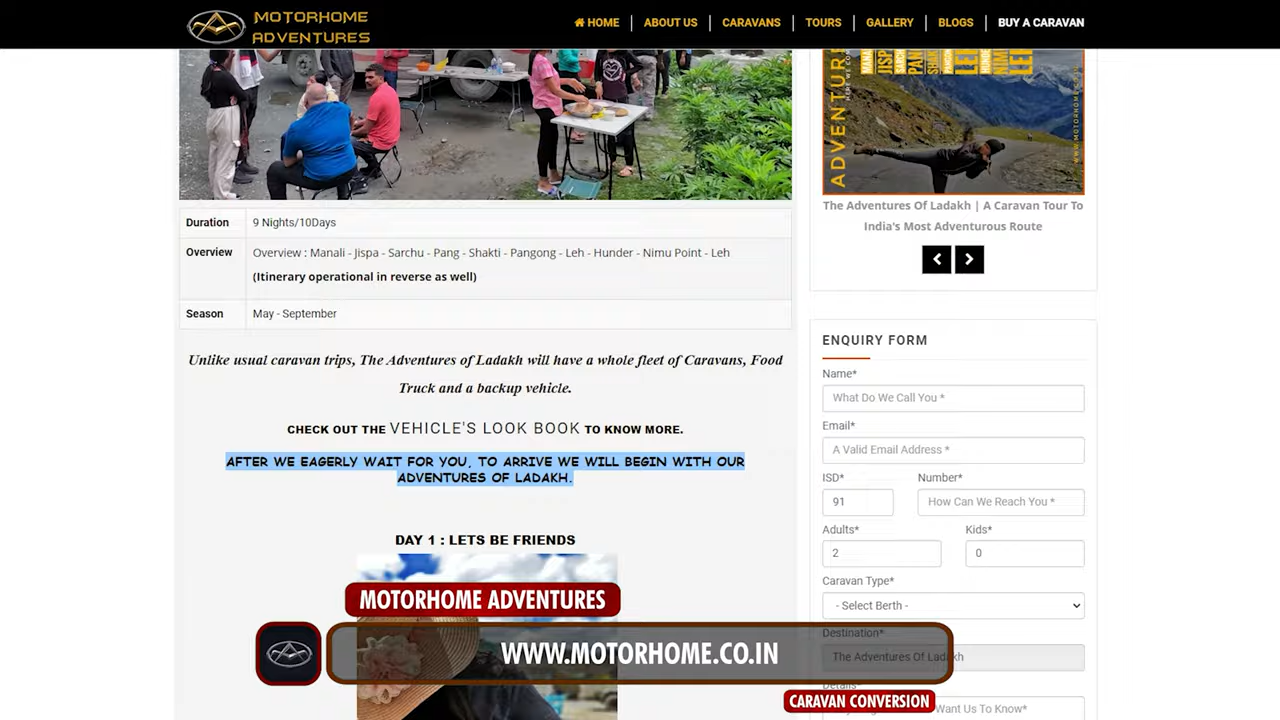 MOTORHOME
ADVENTURES
HOME
ABOUT US
CARAVANS
TOURS
GALLERY
BLOGS
BUY A CARAVAN
ADVENTURE
Duration
9 Nights/10Days
Overview
Overview : Manali - Jispa - Sarchu - Pang - Shakti - Pangong - Leh - Hunder - Nimu Point - Leh
(Itinerary operational in reverse as well)
Season
May - September
Unlike usual caravan trips, The Adventures of Ladakh will have a whole fleet of Caravans, Food
Truck and a backup vehicle.
CHECK OUT THE VEHICLE'S LOOK BOOK TO KNOW MORE.
AFTER WE EAGERLY WAIT FOR YOU, TO ARRIVE WE WILL BEGIN WITH OUR
ADVENTURES OF LADAKH.
DAY 1 : LETS BE FRIENDS
The Adventures Of Ladakh | A Caravan Tour To
India's Most Adventurous Route
ENQUIRY FORM
Name*
What Do We Call You *
Email*
A Valid Email Address *
ISD*
Number*
91
How Can We Reach You *
Adults*
Kids*
2
0
Caravan Type*
- Select Berth -
Destination*
The Adventures Of Ladakh
Details*
Want Us To Know*
MOTORHOME ADVENTURES
WWW.MOTORHOME.CO.IN
CARAVAN CONVERSION